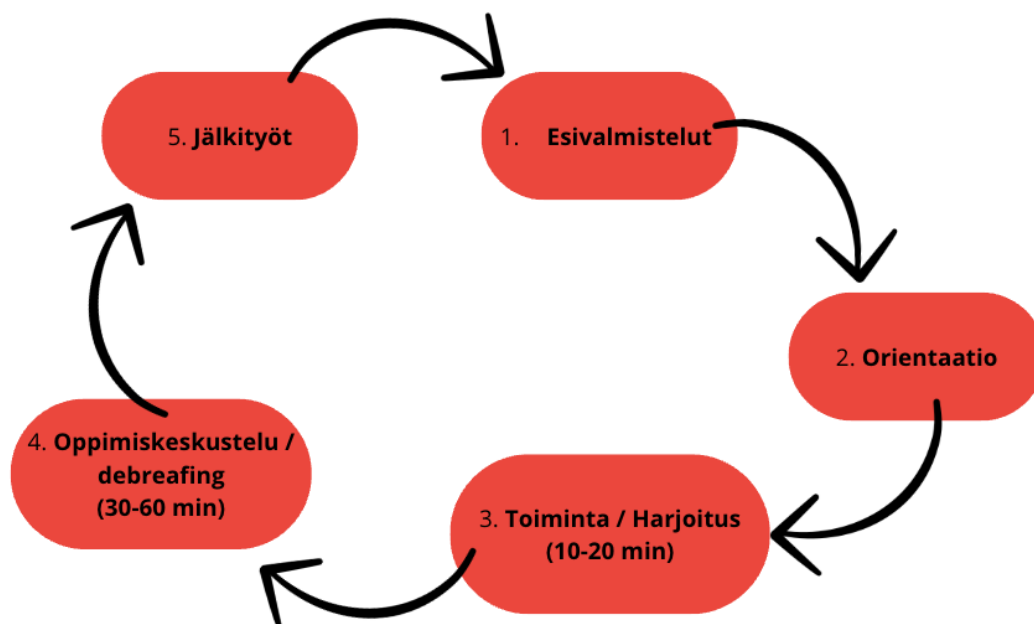 5. Jälkityöt
1. Esivalmistelut
2. Orientaatio
4. Oppimiskeskustelu /
debreafing
(30-60 min)
3. Toiminta / Harjoitus
(10-20 min)